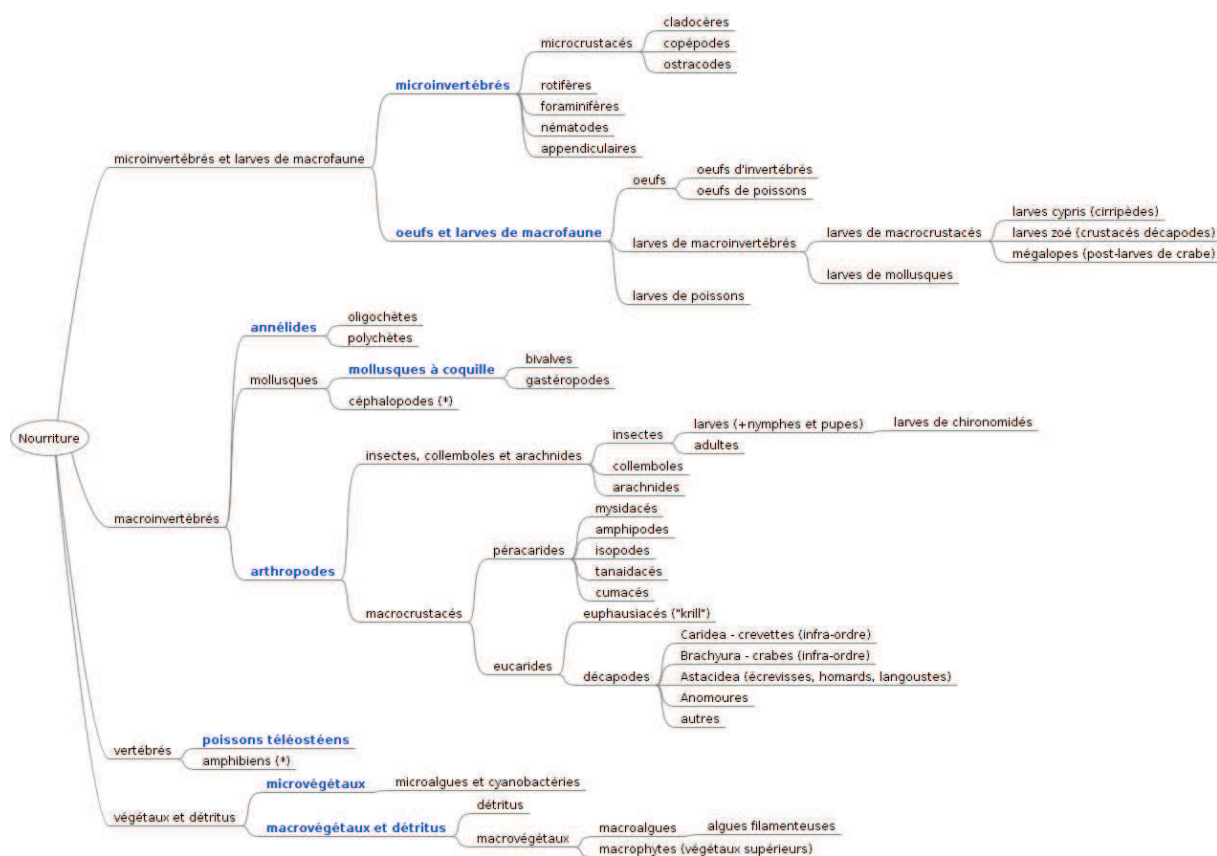 Nourriture
microinvertébrés et larves de macrofaune
microinvertébrés
microcrustacés
cladocères
copépodes
ostracodes
rotifères
foraminifères
nématodes
appendiculaires
oeufs et larves de macrofaune
oeufs
oeufs d'invertébrés
oeufs de poissons
larves de macroinvertébrés
larves de macrocrustacés
larves cypris (cirripèdes)
larves zoé (crustacés décapodes)
mégalopes (post-larves de crabe)
larves de mollusques
larves de poissons
macroinvertébrés
annélides
oligochètes
polychètes
mollusques
mollusques à coquille
bivalves
gastéropodes
céphalopodes (*)
arthropodes
insectes, collemboles et arachnides
insectes
larves (+nymphes et pupes)
larves de chironomidés
adultes
collemboles
arachnides
macrocrustacés
péracarides
mysidacés
amphipodes
isopodes
tanaidacés
cumacés
eucarides
euphausiacés ("krill")
décapodes
Caridea - crevettes (infra-ordre)
Brachyura - crabes (infra-ordre)
Astacidea (écrevisses, homards, langoustes)
Anomoures
autres
vertébrés
poissons téléostéens
amphibiens (*)
végétaux et détritus
microvégétaux
microalgues et cyanobactéries
macrovégétaux et détritus
détritus
macrovégétaux
macroalgues
algues filamenteuses
macrophytes (végétaux supérieurs)